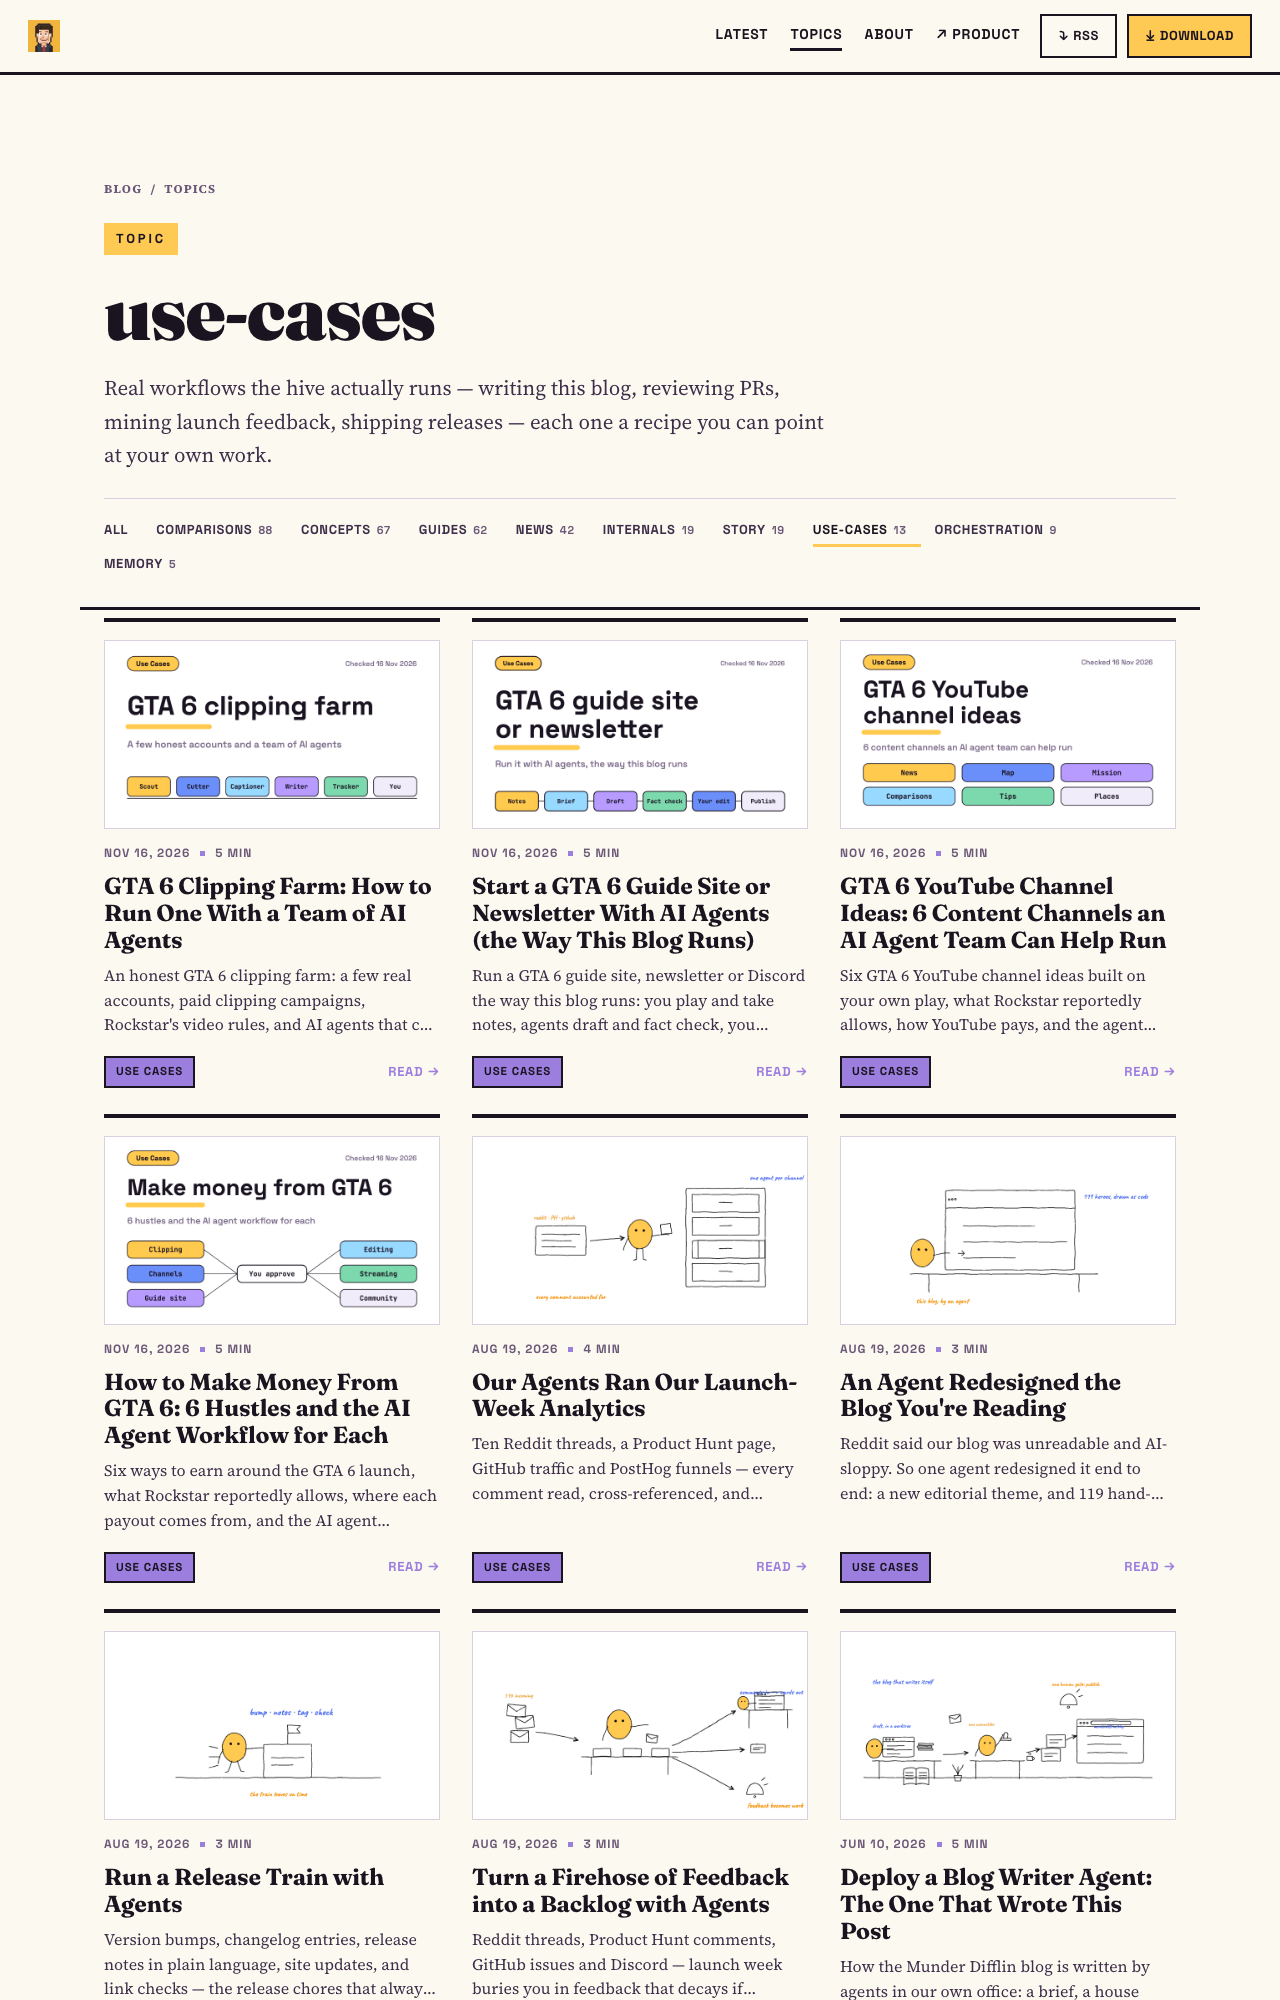 LATEST TOPICS ABOUT ↗ PRODUCT ⤵ RSS ⤓ DOWNLOAD
BLOG / TOPICS
TOPIC
use-cases
Real workflows the hive actually runs — writing this blog, reviewing PRs,
mining launch feedback, shipping releases — each one a recipe you can point
at your own work.
ALL COMPARISONS 88 CONCEPTS 67 GUIDES 62 NEWS 42 INTERNALS 19 STORY 19 USE-CASES 13 ORCHESTRATION 9
MEMORY 5
Use Cases Checked 16 Nov 2026
GTA 6 clipping farm
A few honest accounts and a team of AI agents
Scout Cutter Captioner Writer Tracker You
NOV 16, 2026 5 MIN
GTA 6 Clipping Farm: How to
Run One With a Team of AI
Agents
An honest GTA 6 clipping farm: a few real
accounts, paid clipping campaigns,
Rockstar's video rules, and AI agents that c...
USE CASES READ →
Use Cases Checked 16 Nov 2026
GTA 6 guide site
or newsletter
Run it with AI agents, the way this blog runs
Notes Brief Draft Fact check Your edit Publish
NOV 16, 2026 5 MIN
Start a GTA 6 Guide Site or
Newsletter With AI Agents
(the Way This Blog Runs)
Run a GTA 6 guide site, newsletter or Discord
the way this blog runs: you play and take
notes, agents draft and fact check, you...
USE CASES READ →
Use Cases Checked 16 Nov 2026
GTA 6 YouTube
channel ideas
6 content channels an AI agent team can help run
News Map Mission
Comparisons Tips Places
NOV 16, 2026 5 MIN
GTA 6 YouTube Channel
Ideas: 6 Content Channels an
AI Agent Team Can Help Run
Six GTA 6 YouTube channel ideas built on
your own play, what Rockstar reportedly
allows, how YouTube pays, and the agent...
USE CASES READ →
Use Cases Checked 16 Nov 2026
Make money from GTA 6
6 hustles and the AI agent workflow for each
Clipping Editing
Channels You approve Streaming
Guide site Community
NOV 16, 2026 5 MIN
How to Make Money From
GTA 6: 6 Hustles and the AI
Agent Workflow for Each
Six ways to earn around the GTA 6 launch,
what Rockstar reportedly allows, where each
payout comes from, and the AI agent...
USE CASES READ →
one agent per channel
reddit · PH · github
every comment accounted for
AUG 19, 2026 4 MIN
Our Agents Ran Our Launch-
Week Analytics
Ten Reddit threads, a Product Hunt page,
GitHub traffic and PostHog funnels — every
comment read, cross-referenced, and...
USE CASES READ →
119 heroes, drawn as code
this blog, by an agent
AUG 19, 2026 3 MIN
An Agent Redesigned the
Blog You're Reading
Reddit said our blog was unreadable and AI-
sloppy. So one agent redesigned it end to
end: a new editorial theme, and 119 hand-...
USE CASES READ →
bump · notes · tag · check
the train leaves on time
AUG 19, 2026 3 MIN
Run a Release Train with
Agents
Version bumps, changelog entries, release
notes in plain language, site updates, and
link checks — the release chores that alway...
incoming
feedback becomes work
AUG 19, 2026 3 MIN
Turn a Firehose of Feedback
into a Backlog with Agents
Reddit threads, Product Hunt comments,
GitHub issues and Discord — launch week
buries you in feedback that decays if...
the blog that writes itself
one human gate: publish
draft, in a worktree
JUN 10, 2026 5 MIN
Deploy a Blog Writer Agent:
The One That Wrote This
Post
How the Munder Difflin blog is written by
agents in our own office: a brief, a house